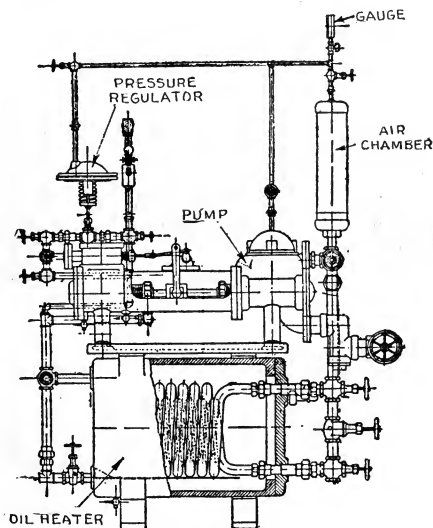 GAUGE
PRESSURE
REGULATOR
AIR
CHAMBER
PUMP
OIL HEATER